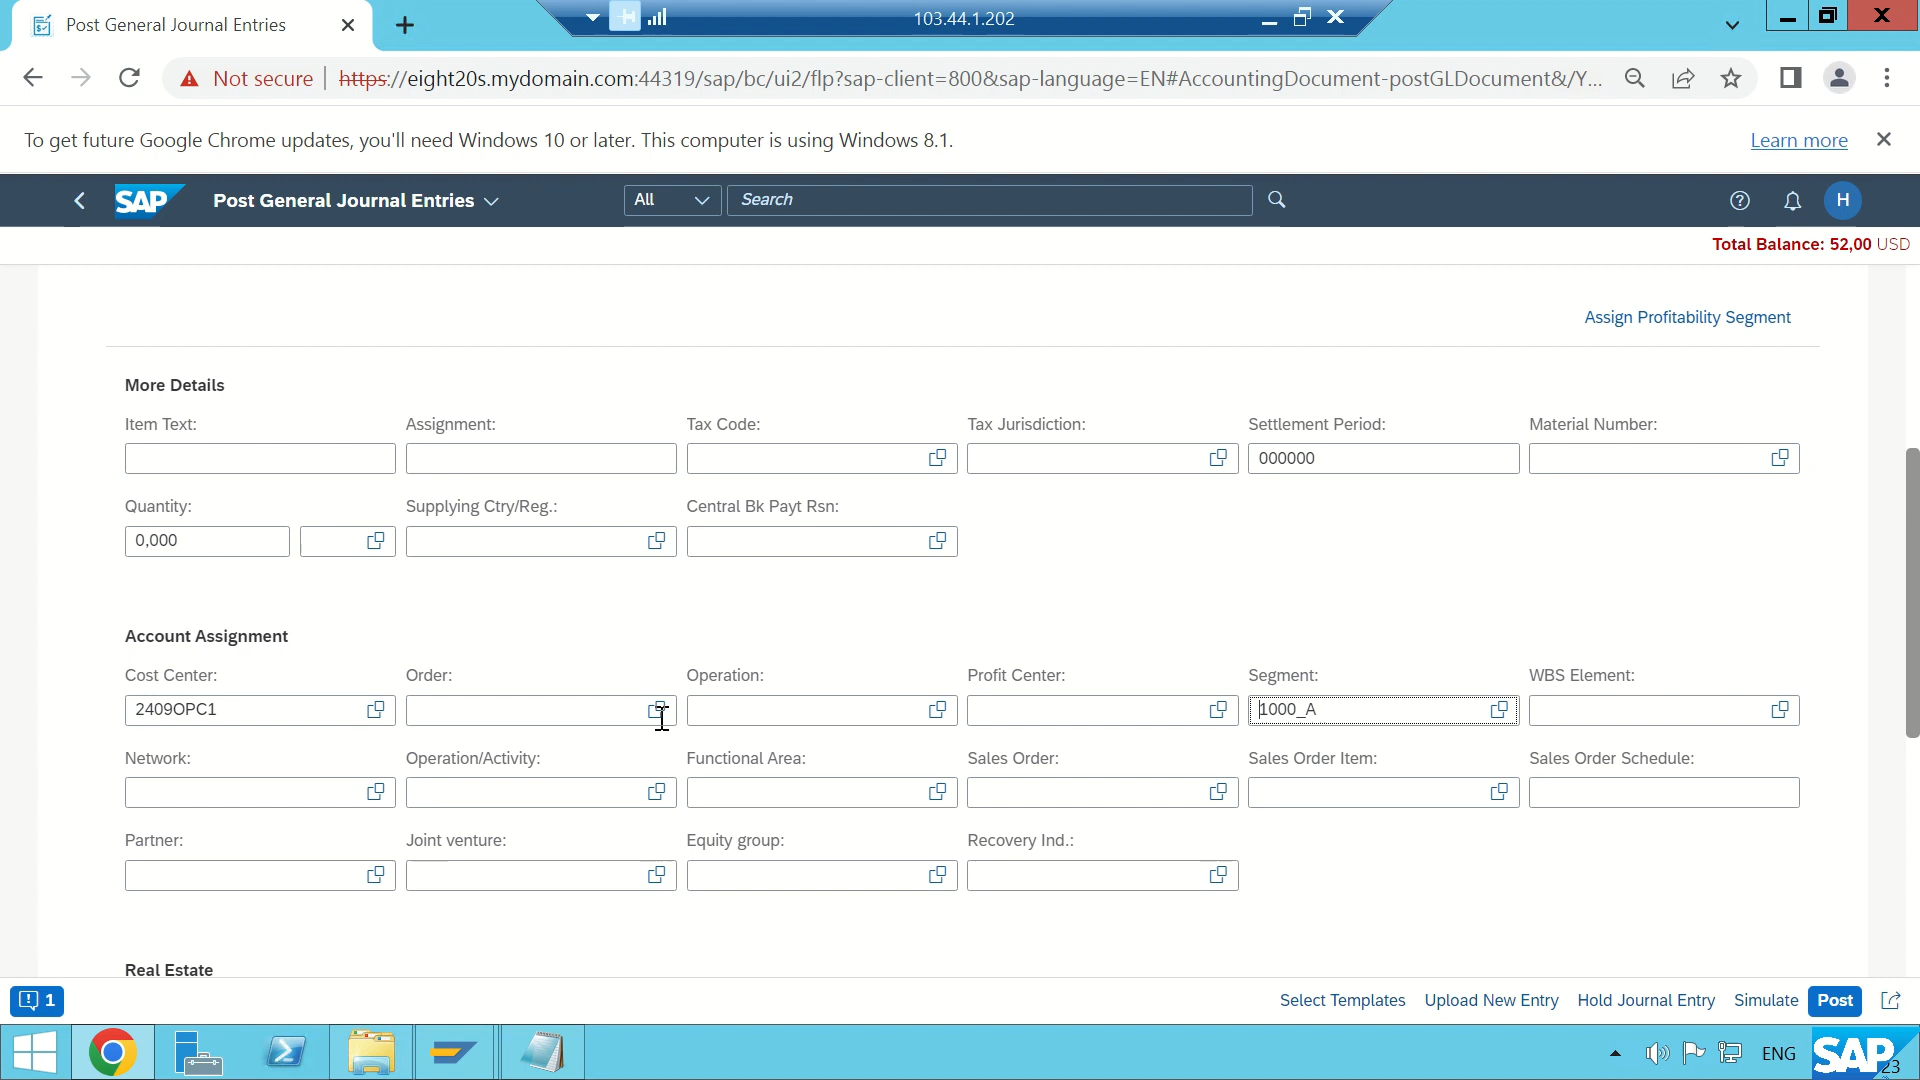 Post General Journal Entries
103.44.1.202
Not secure https://eight20s.mydomain.com:44319/sap/bc/ui2/flp?sap-client=800&sap-language=EN#AccountingDocument-postGLDocument&/Y...
To get future Google Chrome updates, you'll need Windows 10 or later. This computer is using Windows 8.1. Learn more
SAP Post General Journal Entries All Search H
Total Balance: 52,00 USD
Assign Profitability Segment
More Details
Item Text: Assignment: Tax Code: Tax Jurisdiction: Settlement Period: Material Number:
000000
Quantity: Supplying Ctry/Reg.: Central Bk Payt Rsn:
0,000
Account Assignment
Cost Center: Order: Operation: Profit Center: Segment: WBS Element:
2409OPC1 1000_A
Network: Operation/Activity: Functional Area: Sales Order: Sales Order Item: Sales Order Schedule:
Partner: Joint venture: Equity group: Recovery Ind.:
Real Estate
1 Select Templates Upload New Entry Hold Journal Entry Simulate Post
ENG SAP 23